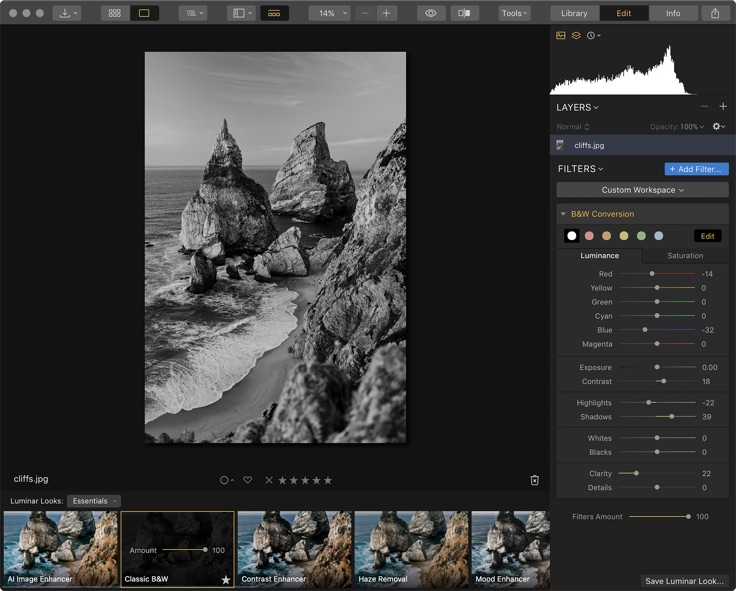 14%
Tools
Library Edit Info
LAYERS
Normal Opacity: 100%
cliffs.jpg
FILTERS + Add Filter...
Custom Workspace
B&W Conversion
Edit
Luminance Saturation
Red -14
Yellow 0
Green 0
Cyan 0
Blue -32
Magenta 0
Exposure 0.00
Contrast 18
Highlights -22
Shadows 39
Whites 0
Blacks 0
Clarity 22
Details 0
Filters Amount 100
Save Luminar Look...
cliffs.jpg
Luminar Looks: Essentials
Amount 100
AI Image Enhancer Classic B&W Contrast Enhancer Haze Removal Mood Enhancer